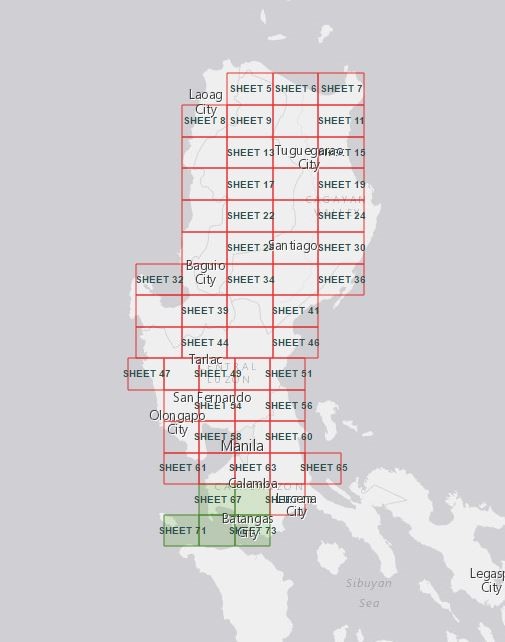 SHEET 5 SHEET 6 SHEET 7
Laoag
City
SHEET 8 SHEET 9 SHEET 11
SHEET 13 Tuguegarao
City
SHEET 17 SHEET 19
CAGAYAN
SHEET 22 SHEET 24
Santiago SHEET 30
Baguio
City
SHEET 32 SHEET 34 SHEET 36
SHEET 39 SHEET 41
SHEET 44 SHEET 46
Tarlac
SHEET 47 SHEET 49 SHEET 51
CENTRAL
LUZON
San Fernando
SHEET 54 SHEET 56
Olongapo
City
SHEET 58 SHEET 60
Manila
SHEET 61 SHEET 63 SHEET 65
Calamba
SHEET 67
Lucena
City
Batangas
City
SHEET 71 SHEET 73
Legasp
City
Sibuyan
Sea